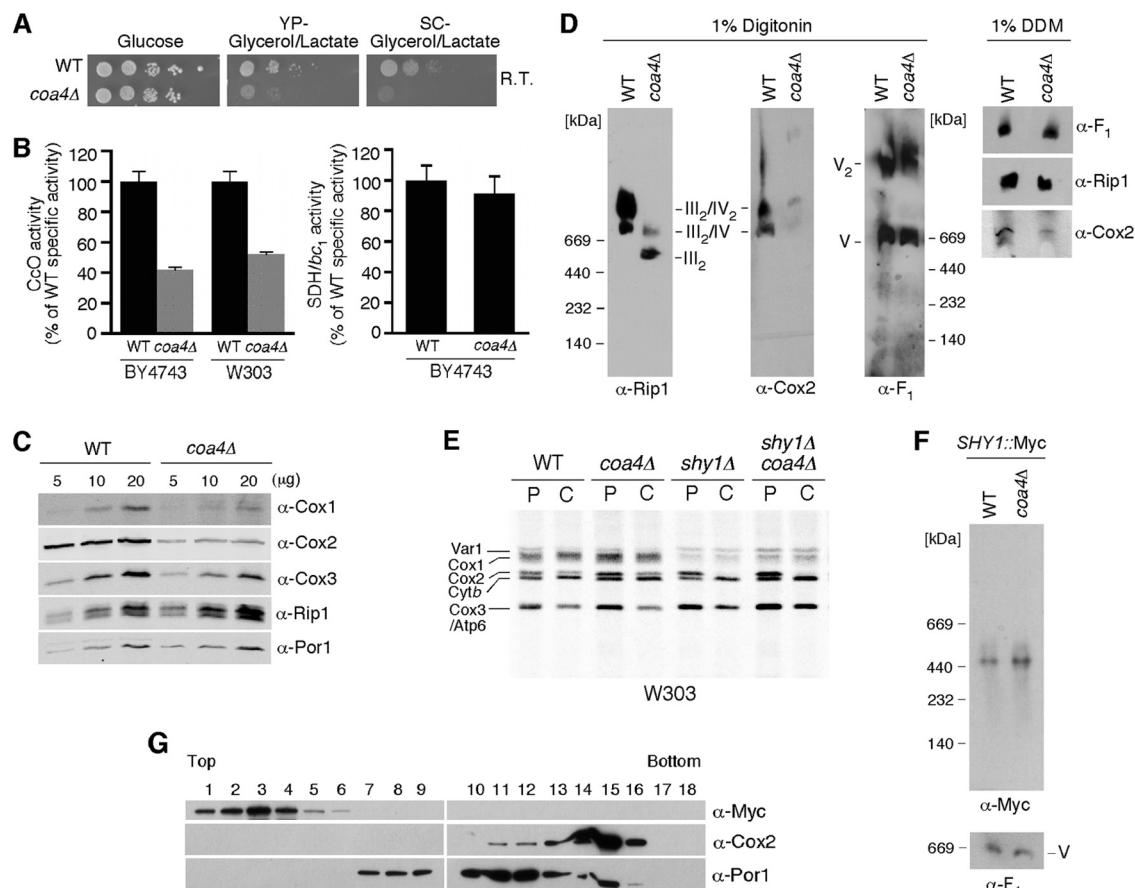 A
Glucose
YP-
Glycerol/Lactate
SC-
Glycerol/Lactate
WT
coa4Δ
R.T.
B
CcO activity
(% of WT specific activity)
120
100
80
60
40
20
0
WT coa4Δ WT coa4Δ
BY4743 W303
SDH/bc1 activity
(% of WT specific activity)
120
100
80
60
40
20
0
WT coa4Δ
BY4743
C
WT coa4Δ
5 10 20 5 10 20 (μg)
α-Cox1
α-Cox2
α-Cox3
α-Rip1
α-Por1
D
1% Digitonin
1% DDM
WT coa4Δ
WT coa4Δ
WT coa4Δ
WT coa4Δ
[kDa]
669
440
232
140
III2/IV2
III2/IV
III2
V2
V
[kDa]
669
440
232
140
α-Rip1
α-Cox2
α-F1
α-F1
α-Rip1
α-Cox2
E
WT coa4Δ shy1Δ shy1Δ coa4Δ
P C P C P C P C
Var1
Cox1
Cox2
Cytb
Cox3
/Atp6
W303
F
SHY1::Myc
WT coa4Δ
[kDa]
669
440
232
140
α-Myc
669
V
α-F1
G
Top Bottom
1 2 3 4 5 6 7 8 9 10 11 12 13 14 15 16 17 18
α-Myc
α-Cox2
α-Por1